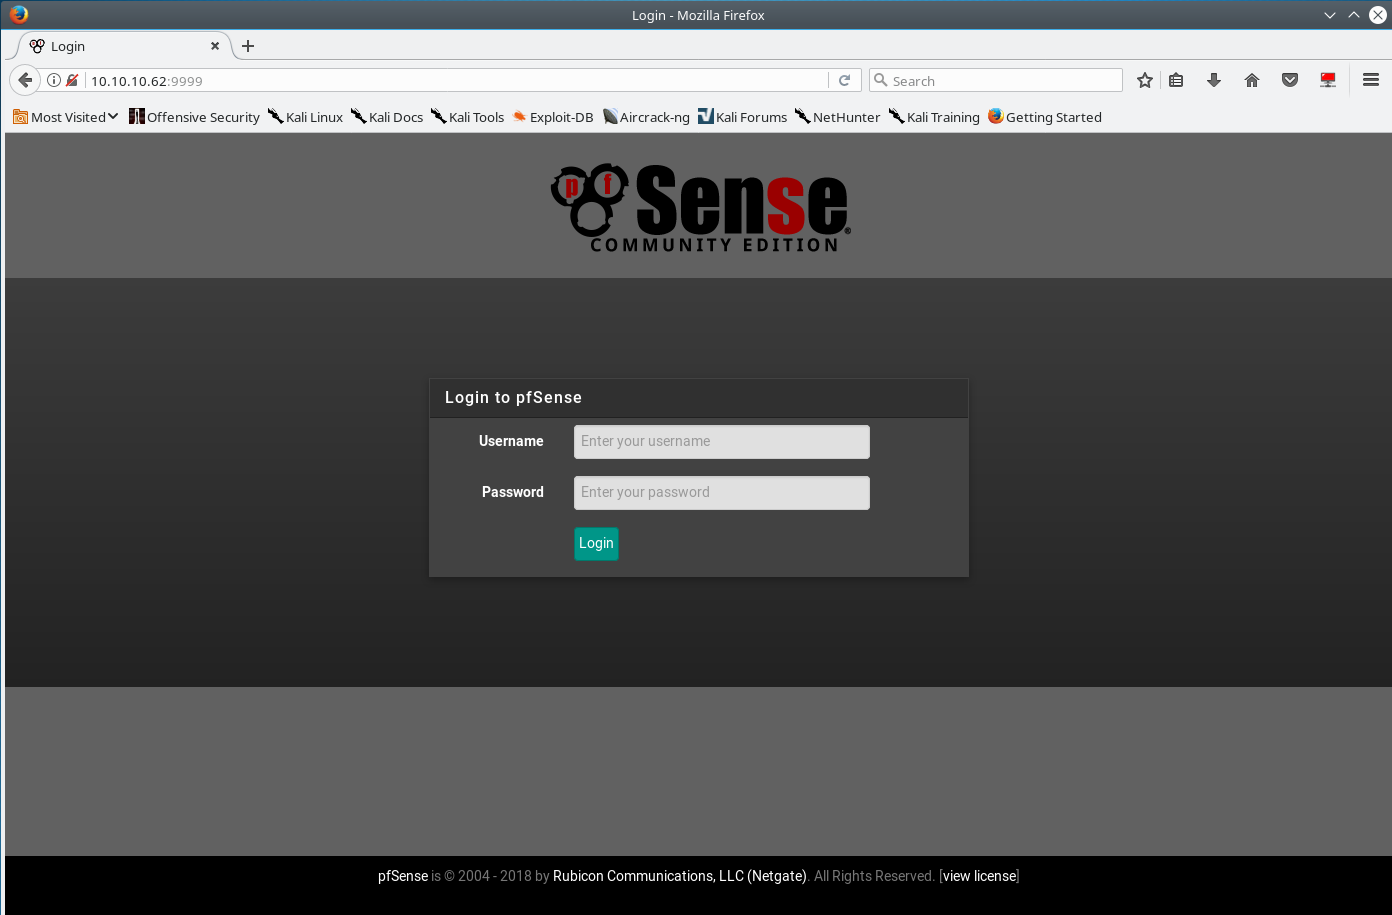 Login - Mozilla Firefox
Login
10.10.10.62:9999 Search
Most Visited Offensive Security Kali Linux Kali Docs Kali Tools Exploit-DB Aircrack-ng Kali Forums NetHunter Kali Training Getting Started
pfSense®
COMMUNITY EDITION
Login to pfSense
Username Enter your username
Password Enter your password
Login
pfSense is © 2004 - 2018 by Rubicon Communications, LLC (Netgate). All Rights Reserved. [view license]